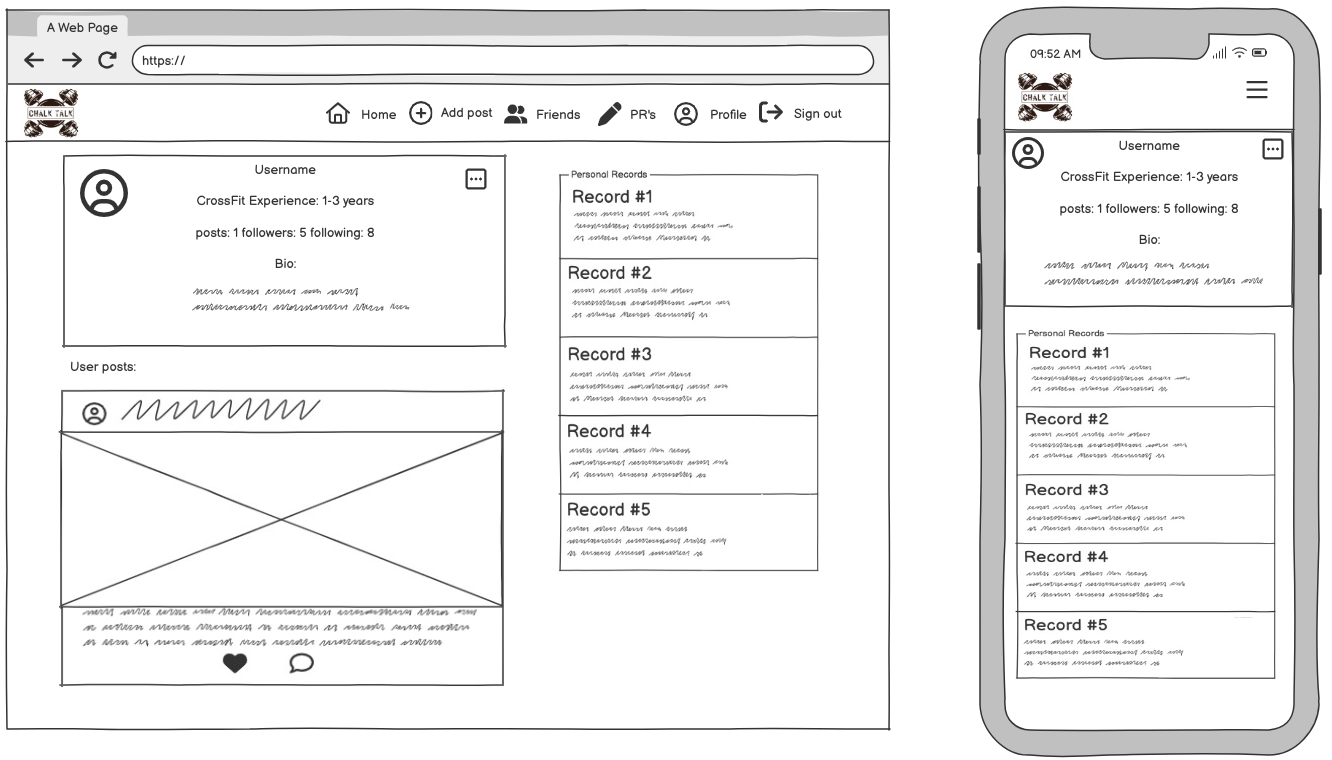 A Web Page
https://
CHALK TALK
Home Add post Friends PR's Profile Sign out
Username
CrossFit Experience: 1-3 years
posts: 1 followers: 5 following: 8
Bio:
User posts:
Personal Records
Record #1
Record #2
Record #3
Record #4
Record #5
09:52 AM
CHALK TALK
Username
CrossFit Experience: 1-3 years
posts: 1 followers: 5 following: 8
Bio:
Personal Records
Record #1
Record #2
Record #3
Record #4
Record #5